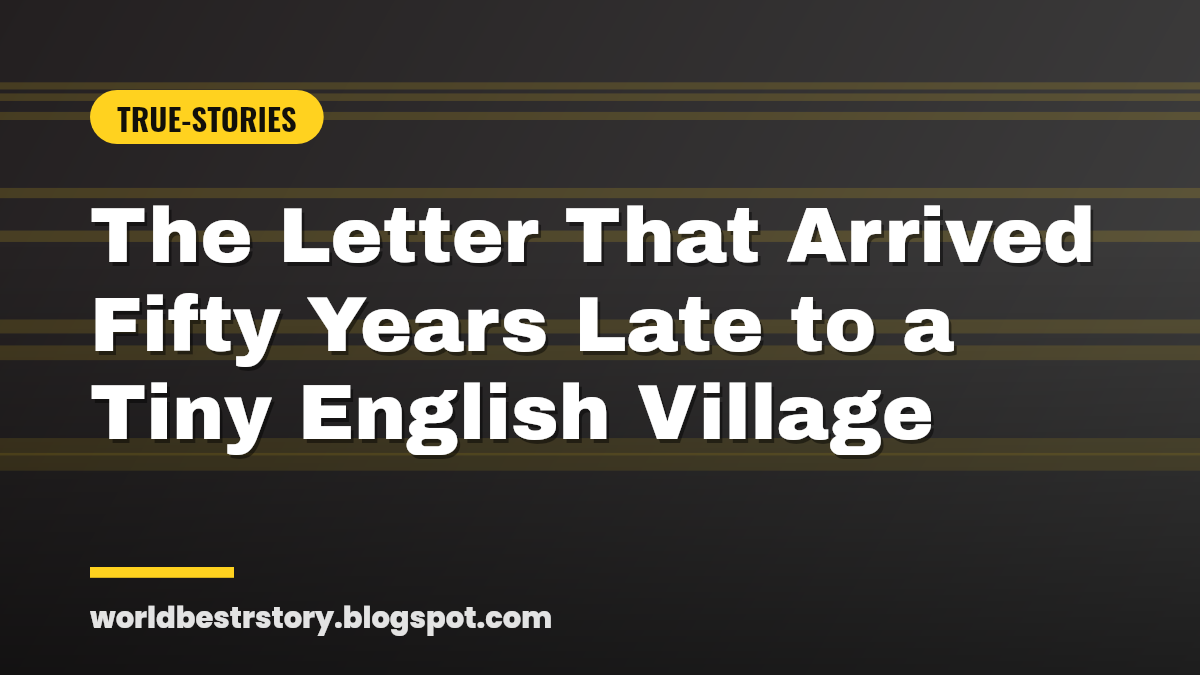 TRUE-STORIES
The Letter That Arrived
Fifty Years Late to a
Tiny English Village
worldbestrstory.blogspot.com